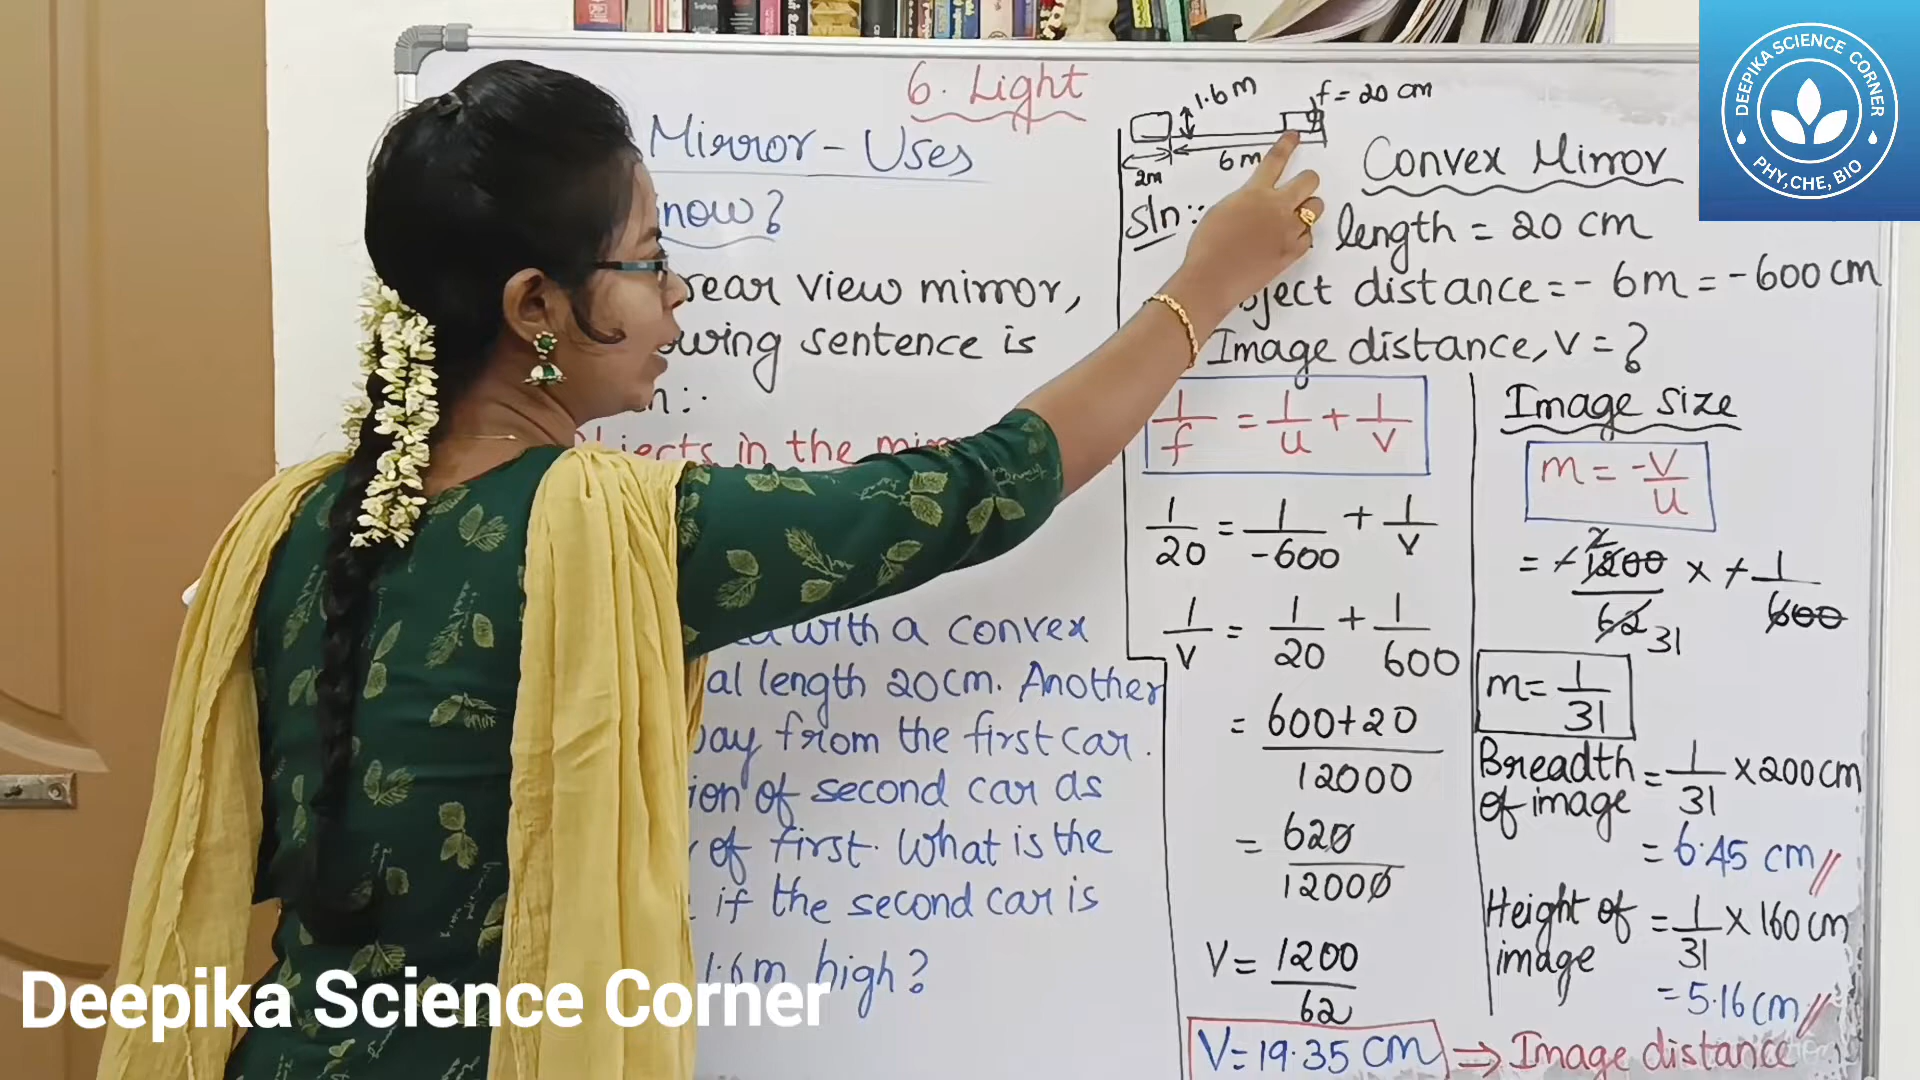 6. Light
Mirror - Uses
now?
rear view mirror,
owing sentence is
n:-
jects in the mi
with a convex
al length 20cm. Another
ay from the first car.
ion of second car as
of first. What is the
if the second car is
1.6m high?
1.6m
f = 20 cm
6m
2m
Convex Mirror
Sln:-
length = 20 cm
ject distance = - 6m = - 600 cm
Image distance, V = ?
1/f = 1/u + 1/v
1/20 = 1/-600 + 1/v
1/v = 1/20 + 1/600
= 600+20/12000
= 620/12000
V = 1200/62
V = 19.35 cm ⇒ Image distance
Image size
m = -v/u
= -1200/62 x -1/600
2
31
m = 1/31
Breadth of image = 1/31 x 200 cm
= 6.45 cm//
Height of image = 1/31 x 160 cm
= 5.16 cm//
DEEPIKA SCIENCE CORNER
PHY,CHE, BIO
Deepika Science Corner